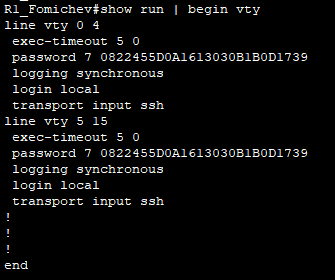 R1_Fomichev#show run | begin vty
line vty 0 4
 exec-timeout 5 0
 password 7 0822455D0A1613030B1B0D1739
 logging synchronous
 login local
 transport input ssh
line vty 5 15
 exec-timeout 5 0
 password 7 0822455D0A1613030B1B0D1739
 logging synchronous
 login local
 transport input ssh
!
!
!
end